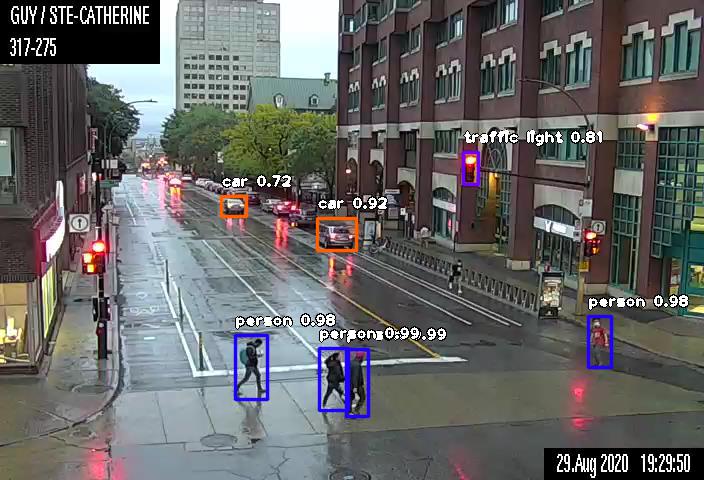 GUY / STE-CATHERINE
317-275
traffic light 0.81
car 0.72
car 0.92
person 0.98
person 0.98
person 0.99
0.99
29.Aug 2020 19:29:50